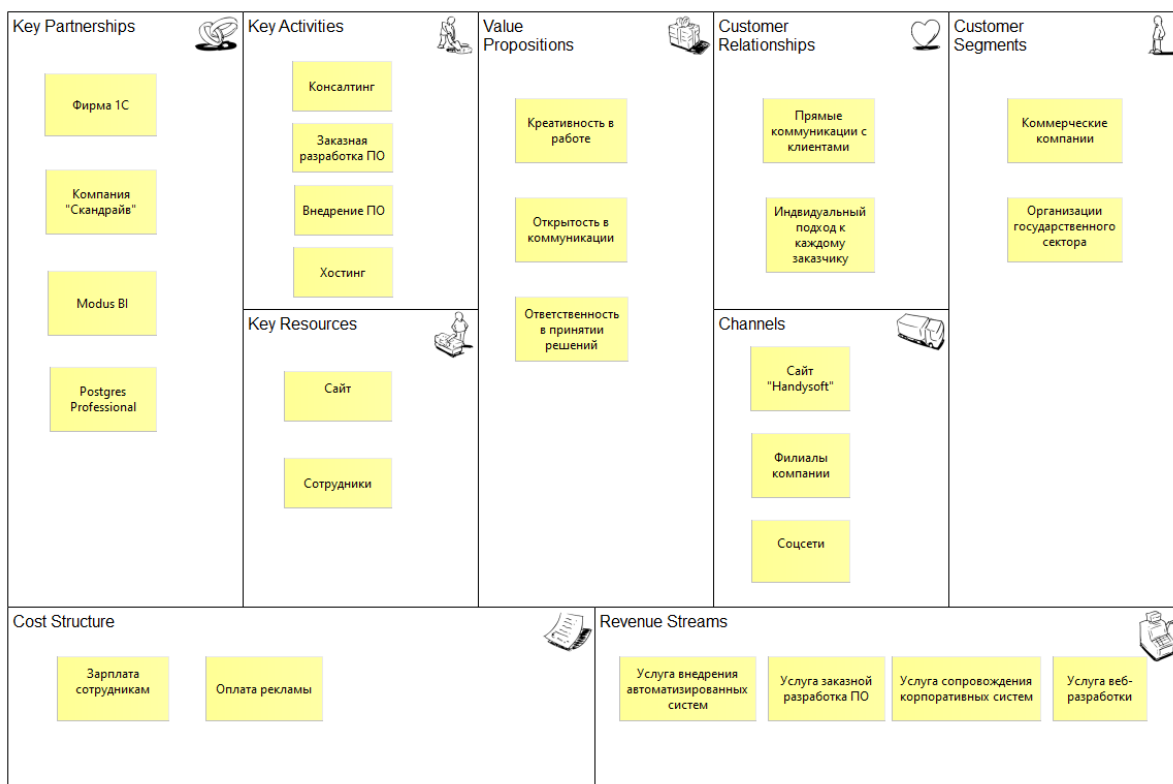 Key Partnerships
Фирма 1С
Компания
"Скандрайв"
Modus BI
Postgres
Professional
Key Activities
Консалтинг
Заказная
разработка ПО
Внедрение ПО
Хостинг
Key Resources
Сайт
Сотрудники
Value
Propositions
Креативность в
работе
Открытость в
коммуникации
Ответственность
в принятии
решений
Customer
Relationships
Прямые
коммуникации с
клиентами
Индвидуальный
подход к
каждому
заказчику
Channels
Сайт
"Handysoft"
Филиалы
компании
Соцсети
Customer
Segments
Коммерческие
компании
Организации
государственного
сектора
Cost Structure
Зарплата
сотрудникам
Оплата рекламы
Revenue Streams
Услуга внедрения
автоматизированных
систем
Услуга заказной
разработка ПО
Услуга сопровождения
корпоративных систем
Услуга веб-
разработки